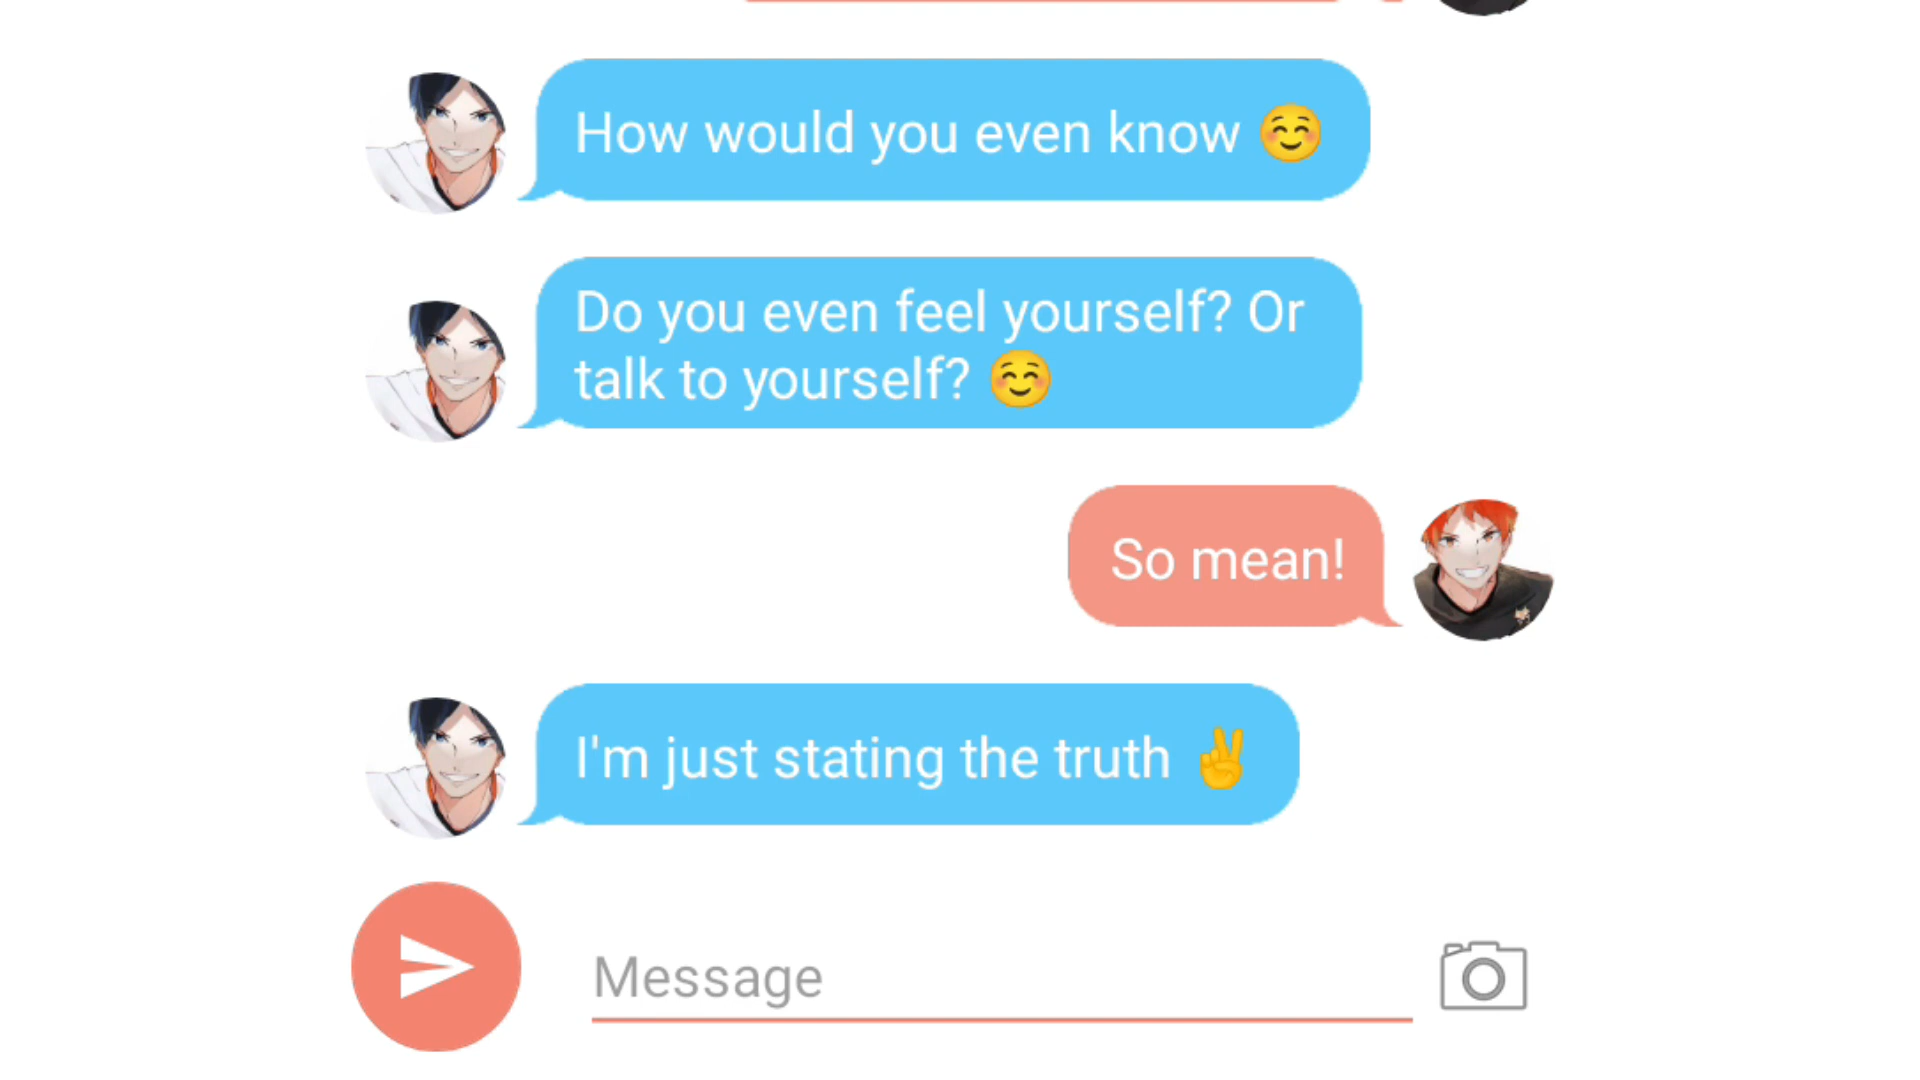 How would you even know ☺️
Do you even feel yourself? Or
talk to yourself? ☺️
So mean!
I'm just stating the truth ✌️
Message